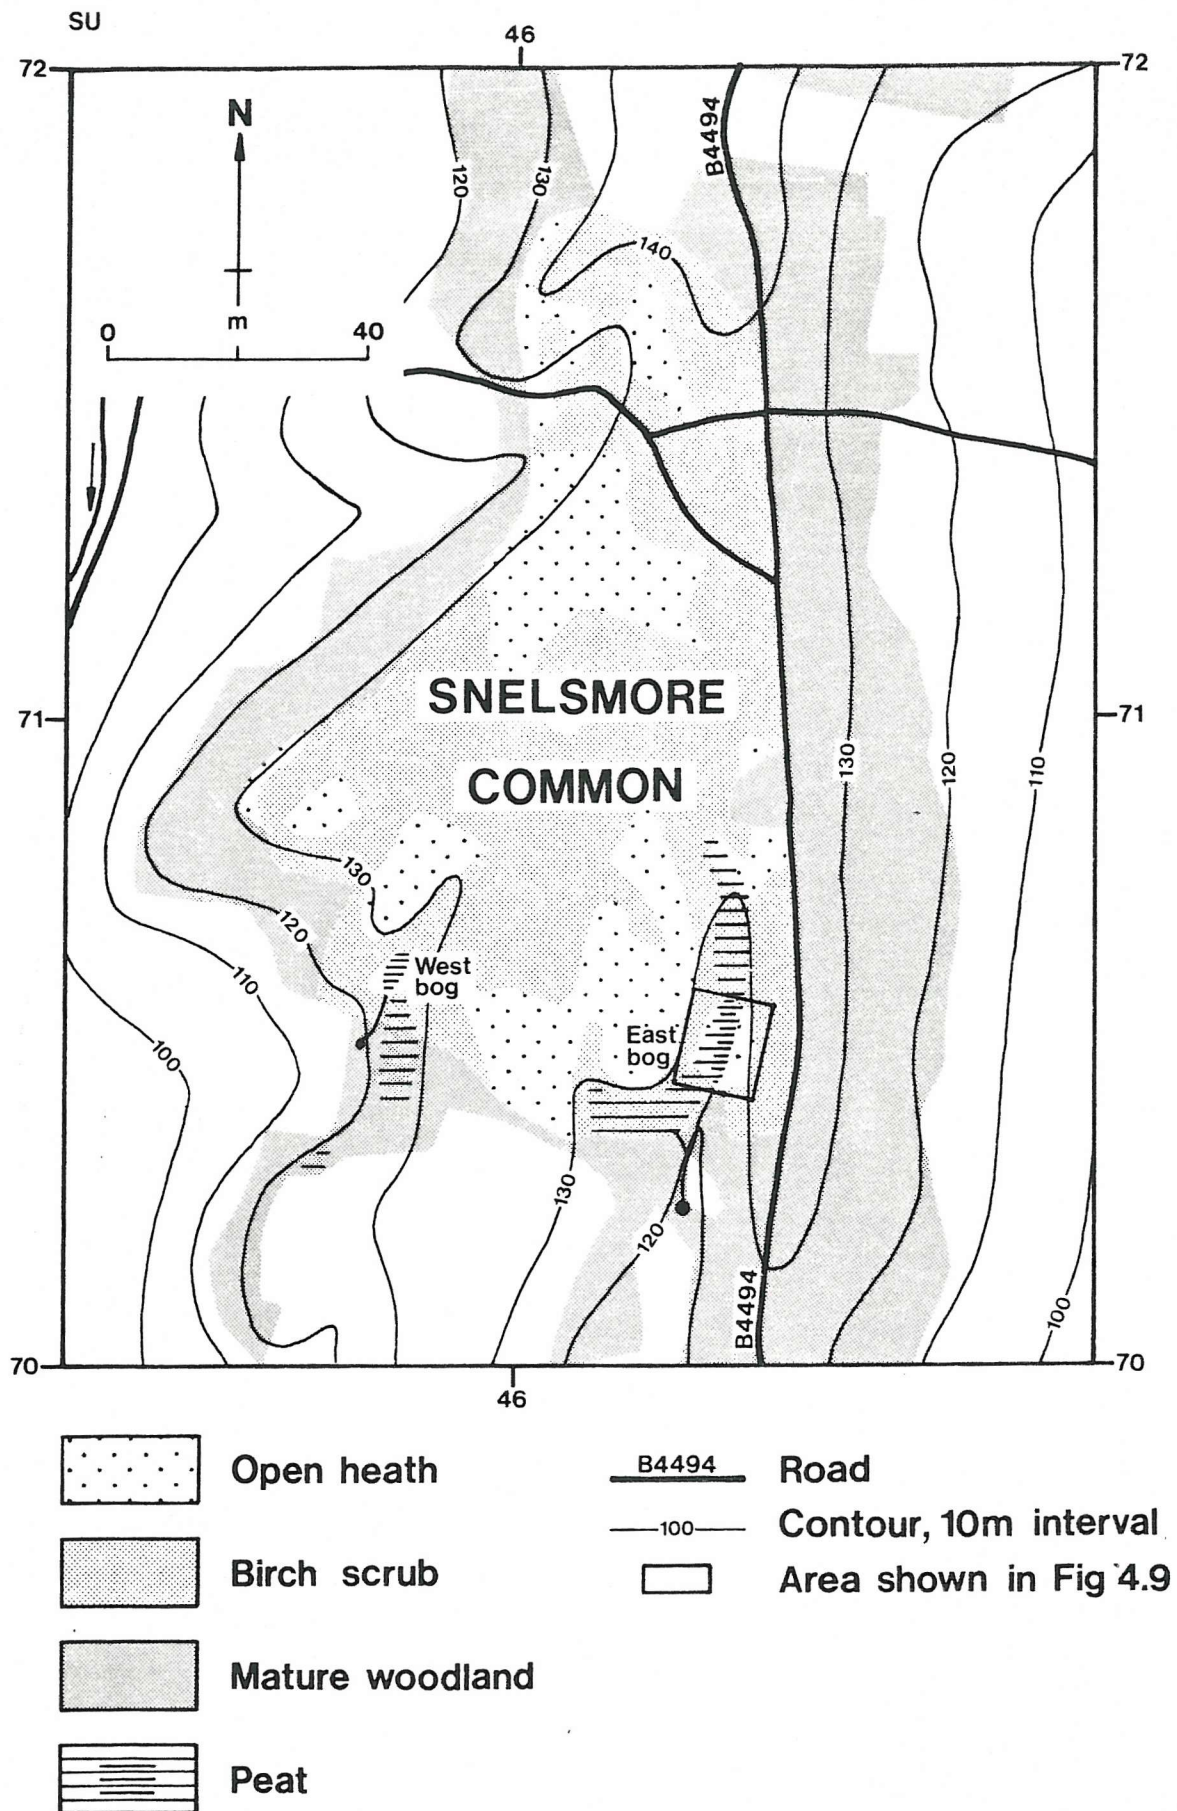 SU
46
72
72
N
B4494
120
130
140
m
0
40
SNELSMORE
71
71
COMMON
130
120
110
130
120
West
bog
110
East
bog
100
130
120
B4494
100
70
70
46
Open heath
B4494
Road
100
Contour, 10m interval
Birch scrub
Area shown in Fig 4.9
Mature woodland
Peat